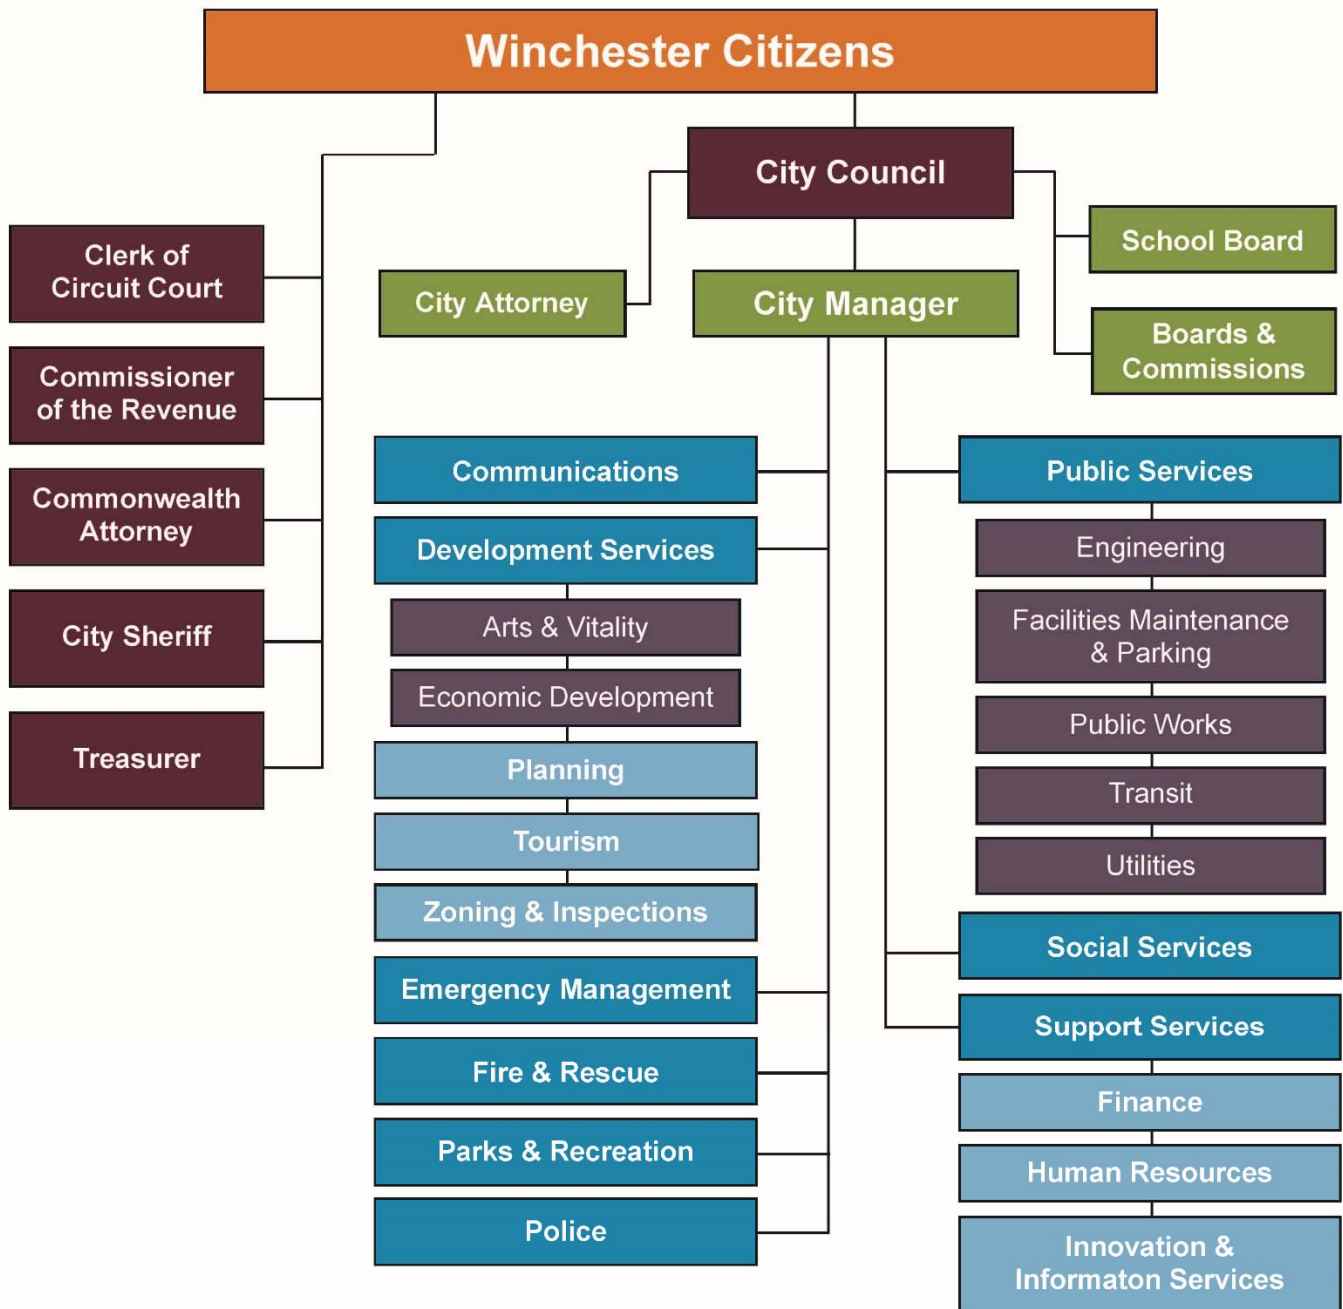 Winchester Citizens
City Council
Clerk of
Circuit Court
Commissioner
of the Revenue
Commonwealth
Attorney
City Sheriff
Treasurer
City Attorney
City Manager
School Board
Boards &
Commissions
Communications
Development Services
Arts & Vitality
Economic Development
Planning
Tourism
Zoning & Inspections
Emergency Management
Fire & Rescue
Parks & Recreation
Police
Public Services
Engineering
Facilities Maintenance
& Parking
Public Works
Transit
Utilities
Social Services
Support Services
Finance
Human Resources
Innovation &
Informaton Services